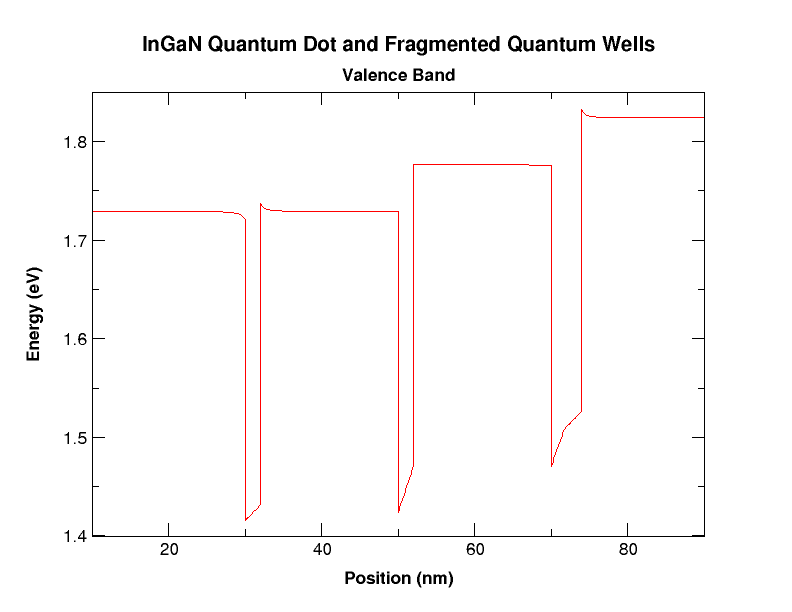 InGaN Quantum Dot and Fragmented Quantum Wells
Valence Band
1.8
1.7
1.6
1.5
1.4
Energy (eV)
20 40 60 80
Position (nm)